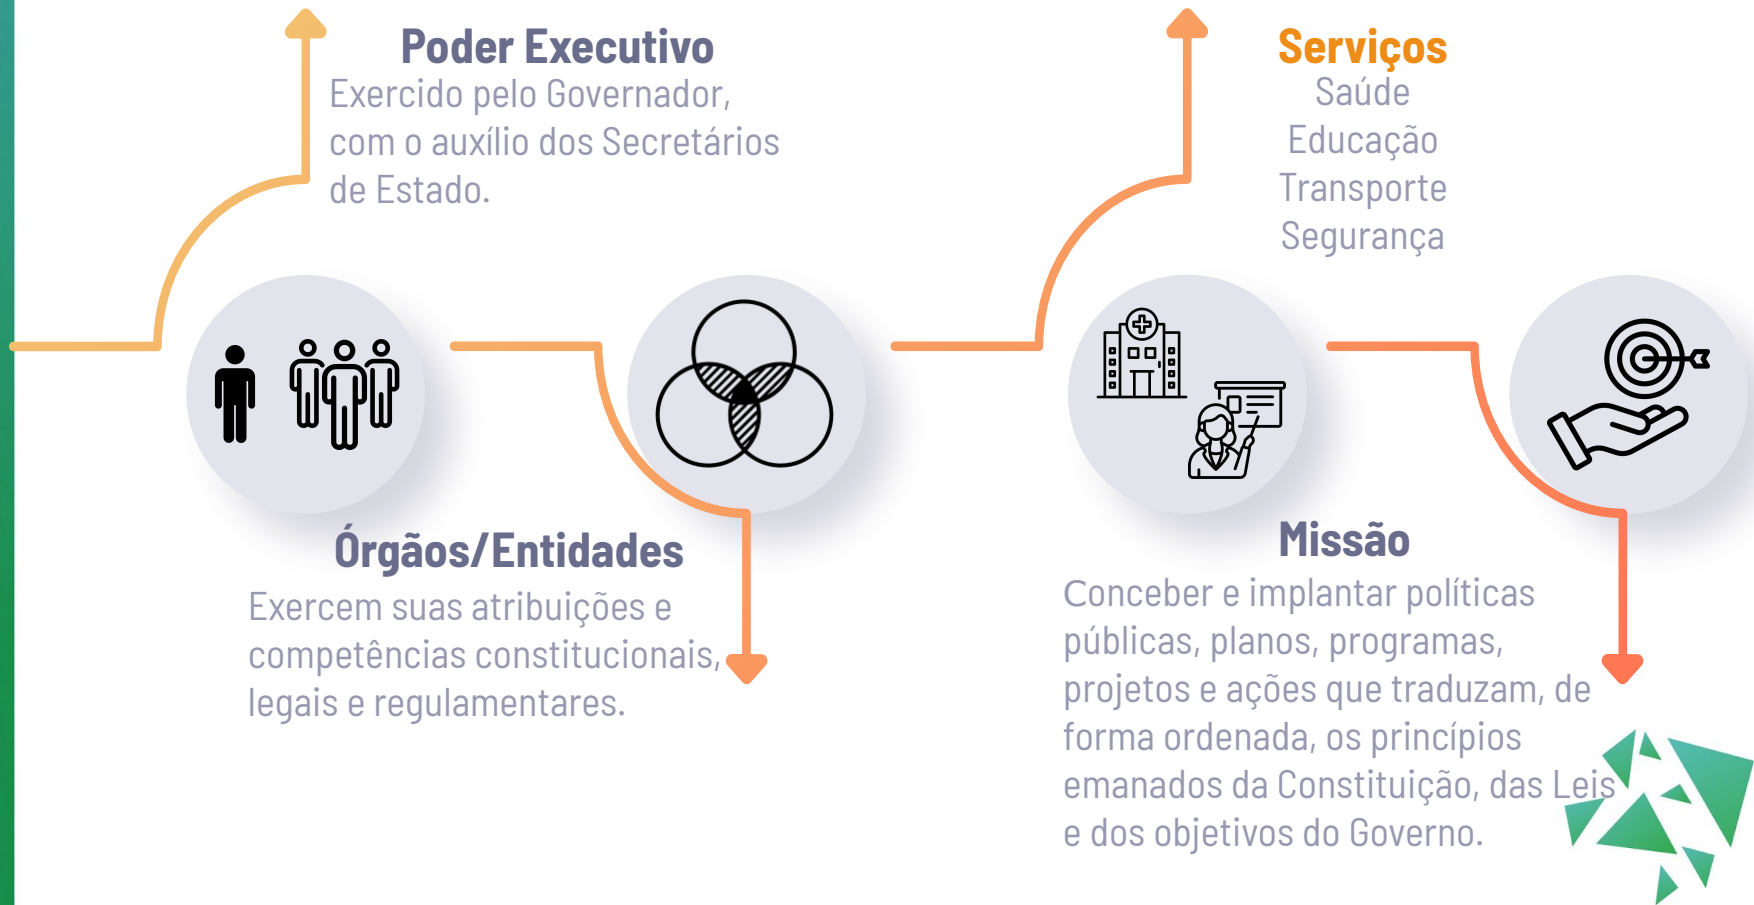 Poder Executivo
Exercido pelo Governador,
com o auxílio dos Secretários
de Estado.
Órgãos/Entidades
Exercem suas atribuições e
competências constitucionais,
legais e regulamentares.
Serviços
Saúde
Educação
Transporte
Segurança
Missão
Conceber e implantar políticas
públicas, planos, programas,
projetos e ações que traduzam, de
forma ordenada, os princípios
emanados da Constituição, das Leis
e dos objetivos do Governo.